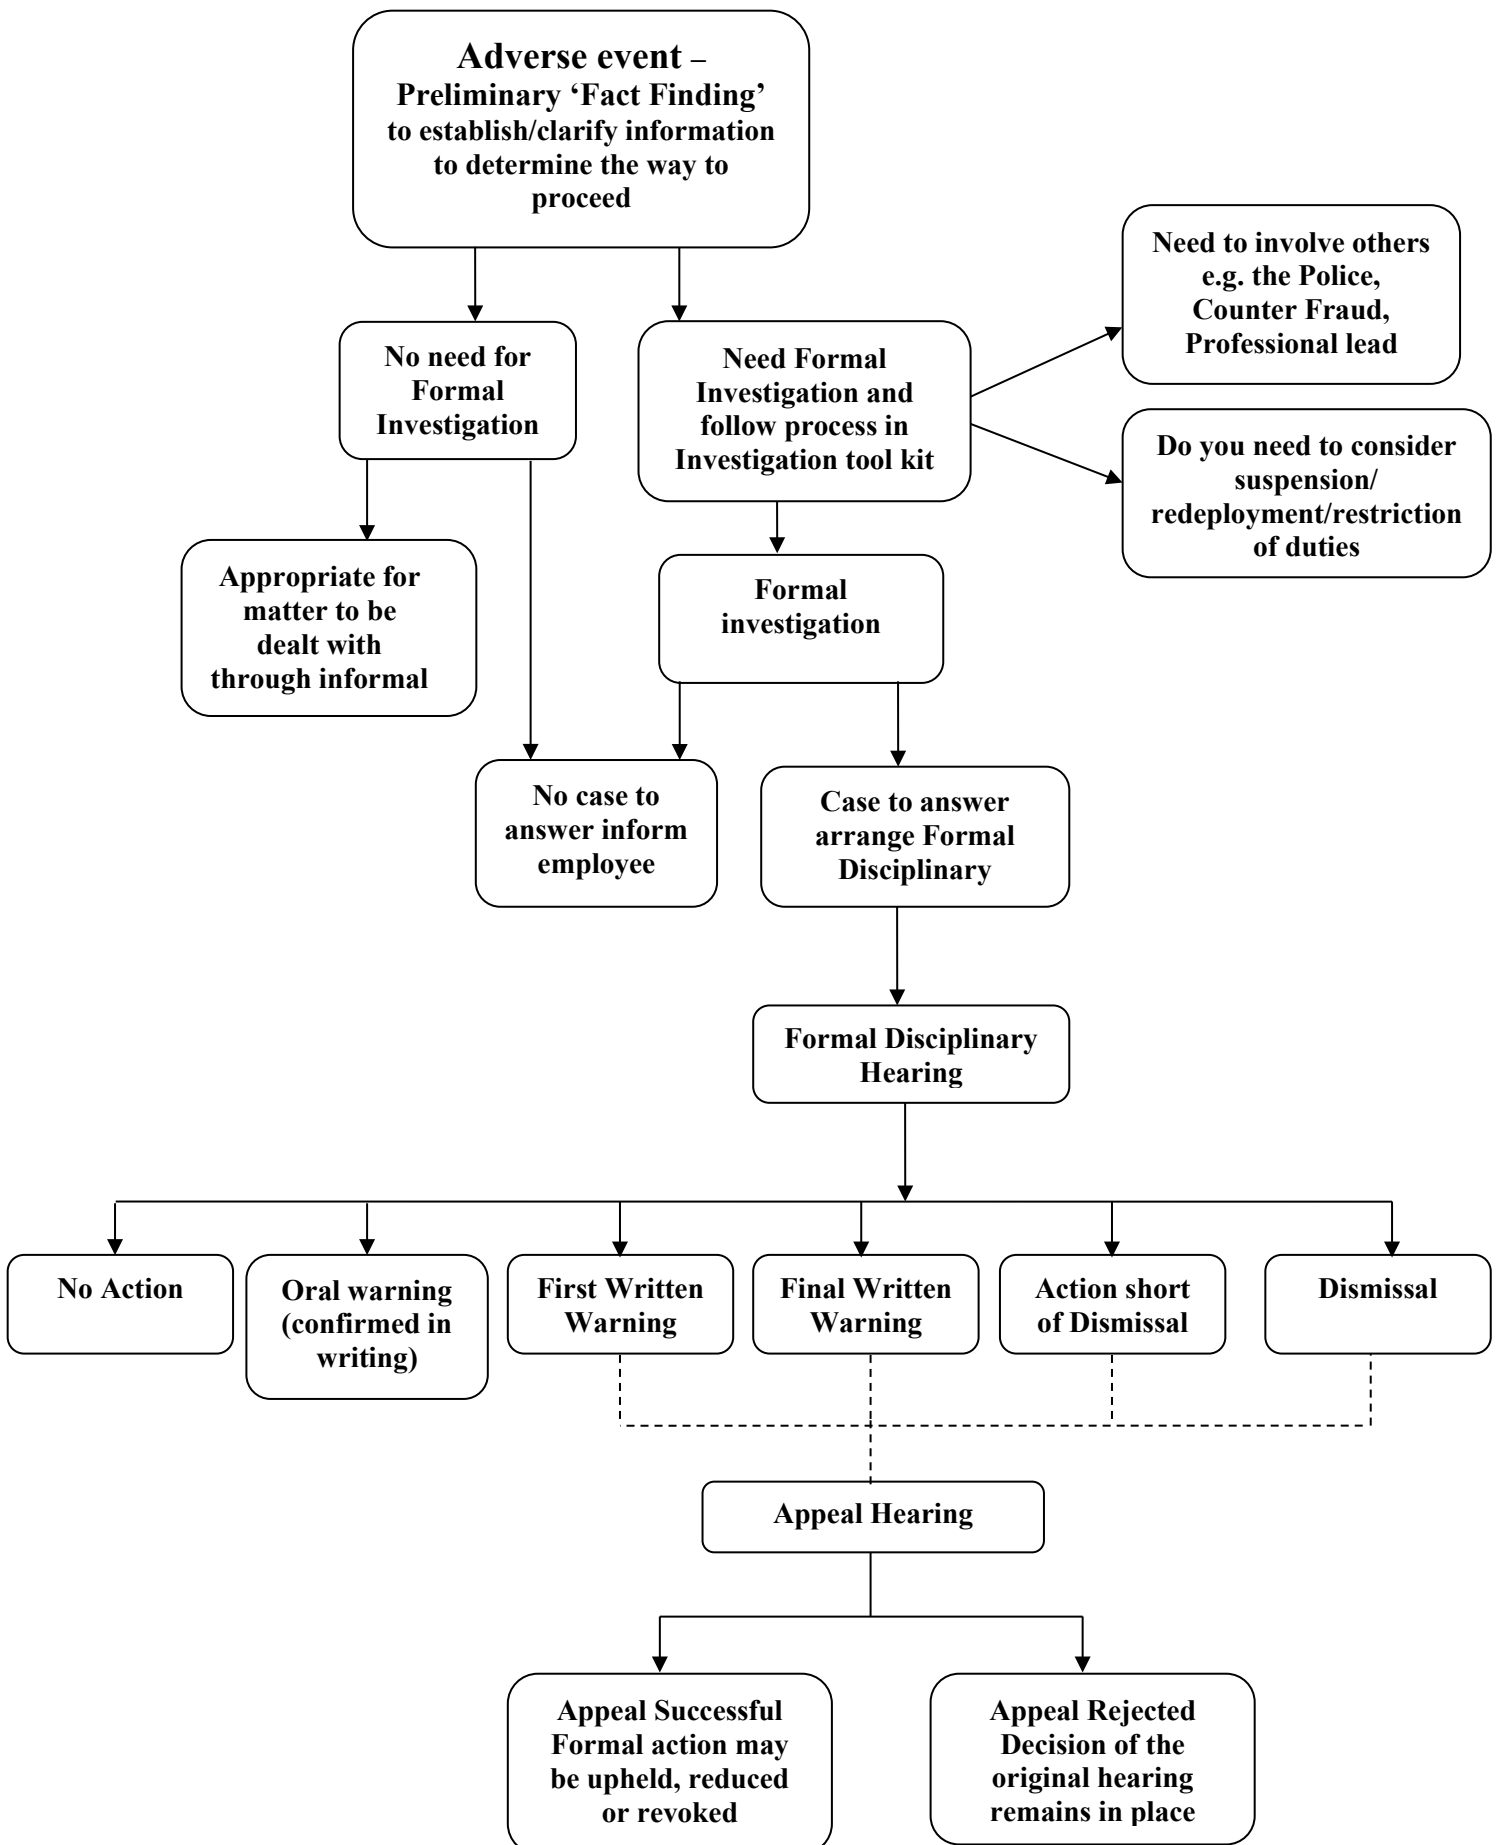 Adverse event –
Preliminary ‘Fact Finding’
to establish/clarify information
to determine the way to
proceed
Need to involve others
e.g. the Police,
Counter Fraud,
Professional lead
No need for
Formal
Investigation
Need Formal
Investigation and
follow process in
Investigation tool kit
Do you need to consider
suspension/
redeployment/restriction
of duties
Appropriate for
matter to be
dealt with
through informal
Formal
investigation
No case to
answer inform
employee
Case to answer
arrange Formal
Disciplinary
Formal Disciplinary
Hearing
No Action
Oral warning
(confirmed in
writing)
First Written
Warning
Final Written
Warning
Action short
of Dismissal
Dismissal
Appeal Hearing
Appeal Successful
Formal action may
be upheld, reduced
or revoked
Appeal Rejected
Decision of the
original hearing
remains in place